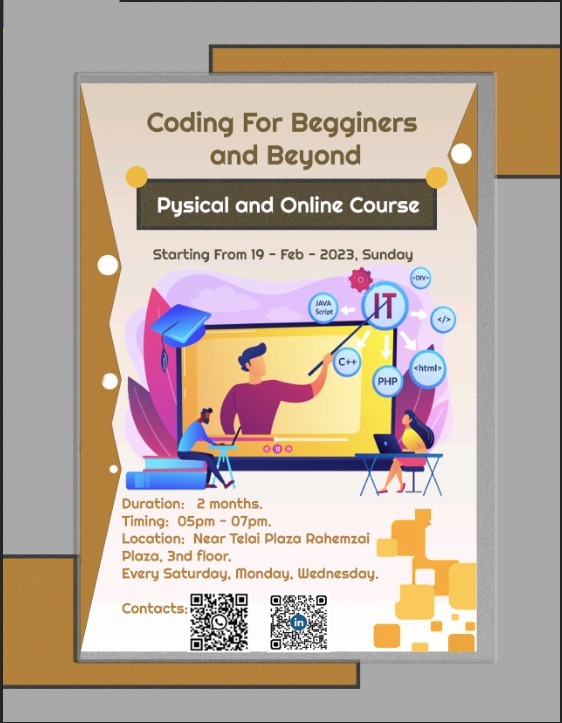 Coding For Begginers
and Beyond
Pysical and Online Course
Starting From 19 - Feb - 2023, Sunday
<DIV>
JAVA
Script
IT
</>
C++
PHP
<html>
Duration: 2 months.
Timing: 05pm - 07pm.
Location: Near Telai Plaza Rahemzai
Plaza, 3nd floor.
Every Saturday, Monday, Wednesday.
Contacts:
in